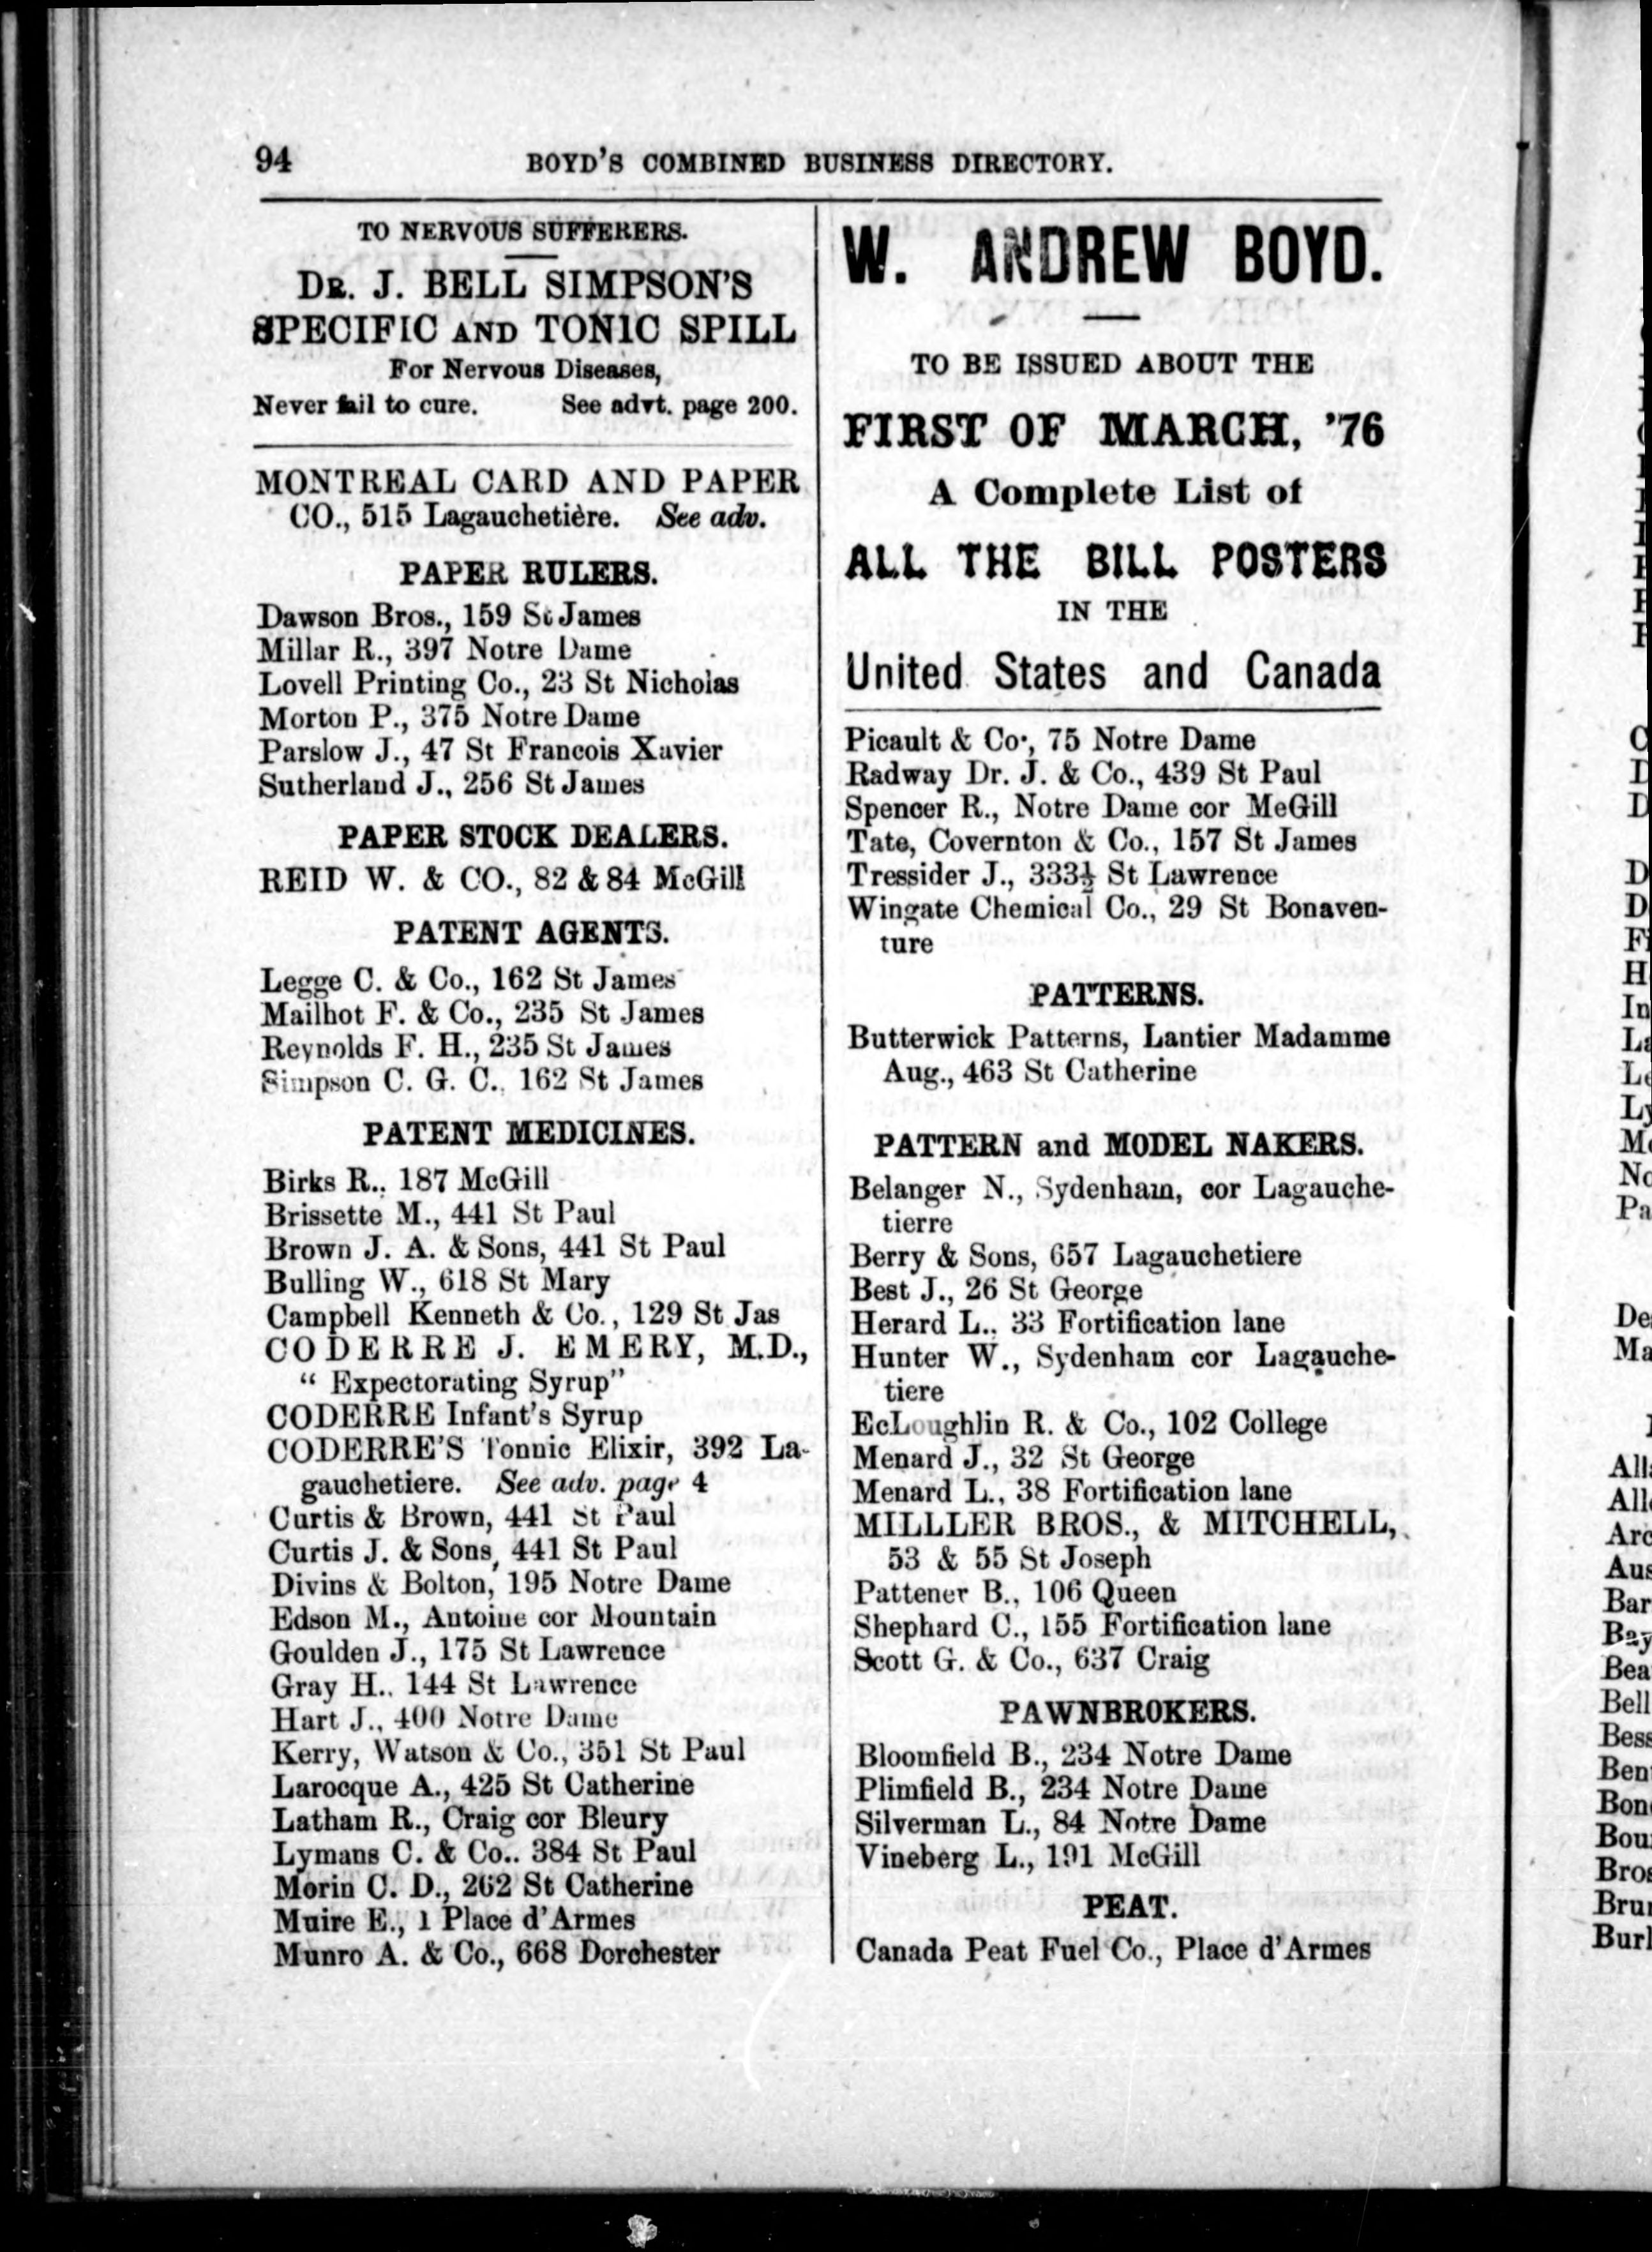 94 BOYD'S COMBINED BUSINESS DIRECTORY.
TO NERVOUS SUFFERERS.
DR. J. BELL SIMPSON'S
SPECIFIC AND TONIC SPILL
For Nervous Diseases,
Never fail to cure. See advt. page 200.
MONTREAL CARD AND PAPER
CO., 515 Lagauchetière. See adv.
PAPER RULERS.
Dawson Bros., 159 St James
Millar R., 397 Notre Dame
Lovell Printing Co., 23 St Nicholas
Morton P., 375 Notre Dame
Parslow J., 47 St Francois Xavier
Sutherland J., 256 St James
PAPER STOCK DEALERS.
REID W. & CO., 82 & 84 McGill
PATENT AGENTS.
Legge C. & Co., 162 St James
Mailhot F. & Co., 235 St James
Reynolds F. H., 235 St James
Simpson C. G. C., 162 St James
PATENT MEDICINES.
Birks R., 187 McGill
Brissette M., 441 St Paul
Brown J. A. & Sons, 441 St Paul
Bulling W., 618 St Mary
Campbell Kenneth & Co., 129 St Jas
CODERRE J. EMERY, M.D.,
" Expectorating Syrup"
CODERRE Infant's Syrup
CODERRE'S Tonnic Elixir, 392 La-
gauchetiere. See adv. page 4
Curtis & Brown, 441 St Paul
Curtis J. & Sons, 441 St Paul
Divins & Bolton, 195 Notre Dame
Edson M., Antoine cor Mountain
Goulden J., 175 St Lawrence
Gray H., 144 St Lawrence
Hart J., 400 Notre Dame
Kerry, Watson & Co., 351 St Paul
Larocque A., 425 St Catherine
Latham R., Craig cor Bleury
Lymans C. & Co.. 384 St Paul
Morin C. D., 262 St Catherine
Muire E., 1 Place d'Armes
Munro A. & Co., 668 Dorchester
W. ANDREW BOYD.
TO BE ISSUED ABOUT THE
FIRST OF MARCH, '76
A Complete List of
ALL THE BILL POSTERS
IN THE
United States and Canada
Picault & Co., 75 Notre Dame
Radway Dr. J. & Co., 439 St Paul
Spencer R., Notre Dame cor MeGill
Tate, Covernton & Co., 157 St James
Tressider J., 333½ St Lawrence
Wingate Chemical Co., 29 St Bonaven-
ture
PATTERNS.
Butterwick Patterns, Lantier Madamme
Aug., 463 St Catherine
PATTERN and MODEL NAKERS.
Belanger N., Sydenham, cor Lagauche-
tierre
Berry & Sons, 657 Lagauchetiere
Best J., 26 St George
Herard L., 33 Fortification lane
Hunter W., Sydenham cor Lagauche-
tiere
EcLoughlin R. & Co., 102 College
Menard J., 32 St George
Menard L., 38 Fortification lane
MILLLER BROS., & MITCHELL,
53 & 55 St Joseph
Pattener B., 106 Queen
Shephard C., 155 Fortification lane
Scott G. & Co., 637 Craig
PAWNBROKERS.
Bloomfield B., 234 Notre Dame
Plimfield B., 234 Notre Dame
Silverman L., 84 Notre Dame
Vineberg L., 191 McGill
PEAT.
Canada Peat Fuel Co., Place d'Armes